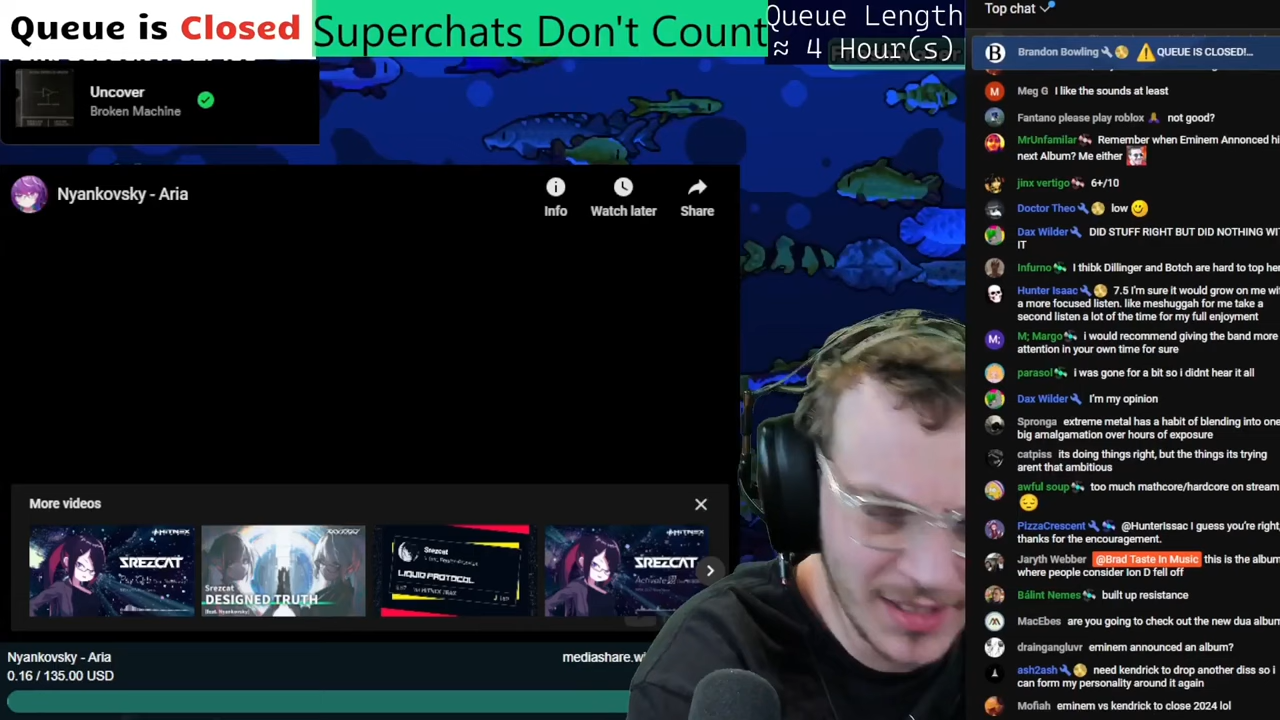 Queue is Closed
Superchats Don't Count
Queue Length
≈ 4 Hour(s)
Uncover
Broken Machine
Nyankovsky - Aria
Info
Watch later
Share
More videos
HITNEX
SREZCAT
Srezcat
DESIGNED TRUTH
(feat. Nyankovsky)
Srezcat
LIQUID PROTOCOL
HITNEX
SREZCAT
Nyankovsky - Aria
0.16 / 135.00 USD
Top chat
Brandon Bowling QUEUE IS CLOSED!...
Meg G I like the sounds at least
Fantano please play roblox not good?
MrUnfamilar Remember when Eminem Annonced hi
next Album? Me either
jinx vertigo 6+/10
Doctor Theo low
Dax Wilder DID STUFF RIGHT BUT DID NOTHING WI
IT
Infurno I thibk Dillinger and Botch are hard to top her
Hunter Isaac 7.5 I'm sure it would grow on me wi
a more focused listen. like meshuggah for me take a
second listen a lot of the time for my full enjoyment
M; Margo i would recommend giving the band more
attention in your own time for sure
parasol i was gone for a bit so i didnt hear it all
Dax Wilder I'm my opinion
Spronga extreme metal has a habit of blending into one
big amalgamation over hours of exposure
catpiss its doing things right, but the things its trying
arent that ambitious
awful soup too much mathcore/hardcore on stream
PizzaCrescent @HunterIssac I guess you're right
thanks for the encouragement.
Jaryth Webber @Brad Taste In Music this is the album
where people consider Ion D fell off
Bálint Nemes built up resistance
MacEbes are you going to check out the new dua album
draingangluvr eminem announced an album?
ash2ash need kendrick to drop another diss so i
can form my personality around it again
Mofiah eminem vs kendrick to close 2024 lol